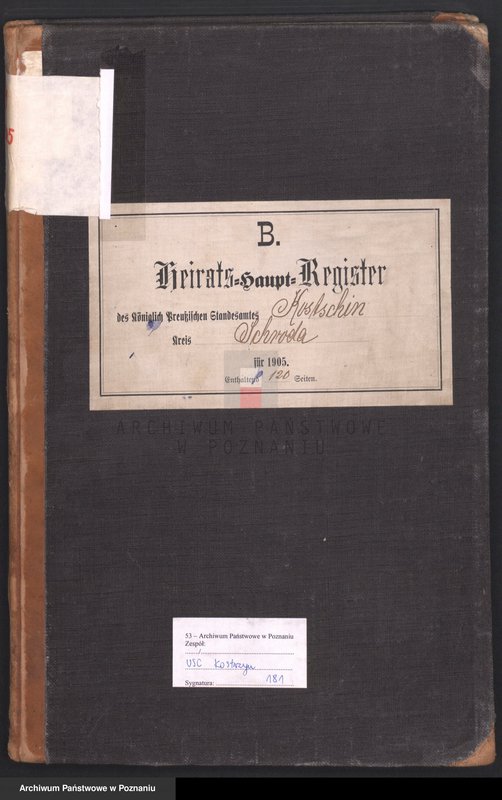 5
B.
Heirats-Haupt-Register
des Königlich Preußischen Standesamtes Kostschin
Kreis Schroda
für 1905.
Enthaltend 120 Seiten.
ARCHIWUM PAŃSTWOWE
W POZNANIU
53 – Archiwum Państwowe w Poznaniu
Zespół:
USC Kostrzyn
Sygnatura: 181
Archiwum Państwowe w Poznaniu